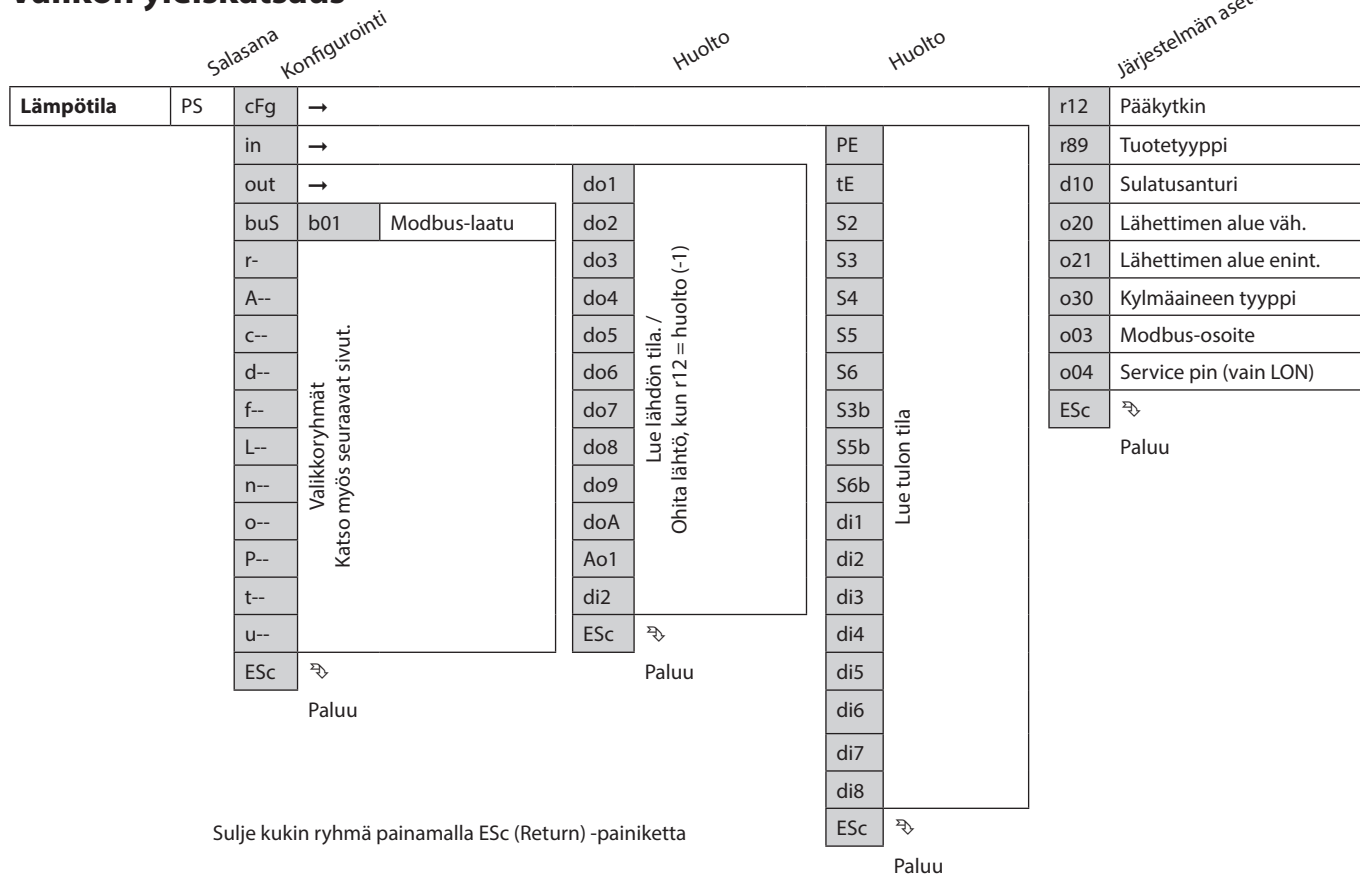 Valikon yleiskatsaus
Salasana
Konfigurointi
Huolto
Huolto
Järjestelmän aset
Lämpötila PS cFg → r12 Pääkytkin
in → PE r89 Tuotetyyppi
out → do1 tE d10 Sulatusanturi
buS b01 Modbus-laatu do2 S2 o20 Lähettimen alue väh.
r- do3 S3 o21 Lähettimen alue enint.
A-- do4 S4 o30 Kylmäaineen tyyppi
c-- do5 S5 o03 Modbus-osoite
d-- do6 S6 o04 Service pin (vain LON)
f-- do7 S3b ESc
L-- do8 S5b Paluu
n-- do9 S6b
o-- doA di1
P-- Ao1 di2
t-- di2 di3
u-- ESc di4
ESc Paluu di5
Paluu di6
di7
di8
ESc
Paluu
Valikkoryhmät
Katso myös seuraavat sivut.
Lue lähdön tila. /
Ohita lähtö, kun r12 = huolto (-1)
Lue tulon tila
Sulje kukin ryhmä painamalla ESc (Return) -painiketta